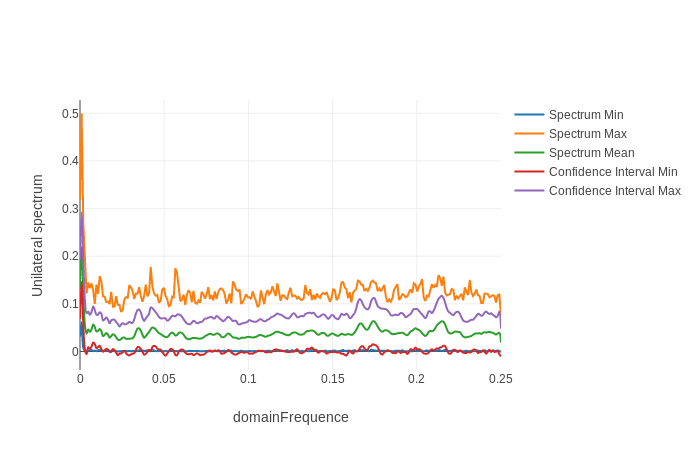 Unilateral spectrum
0.5
0.4
0.3
0.2
0.1
0
0
0.05
0.1
0.15
0.2
0.25
domainFrequence
Spectrum Min
Spectrum Max
Spectrum Mean
Confidence Interval Min
Confidence Interval Max